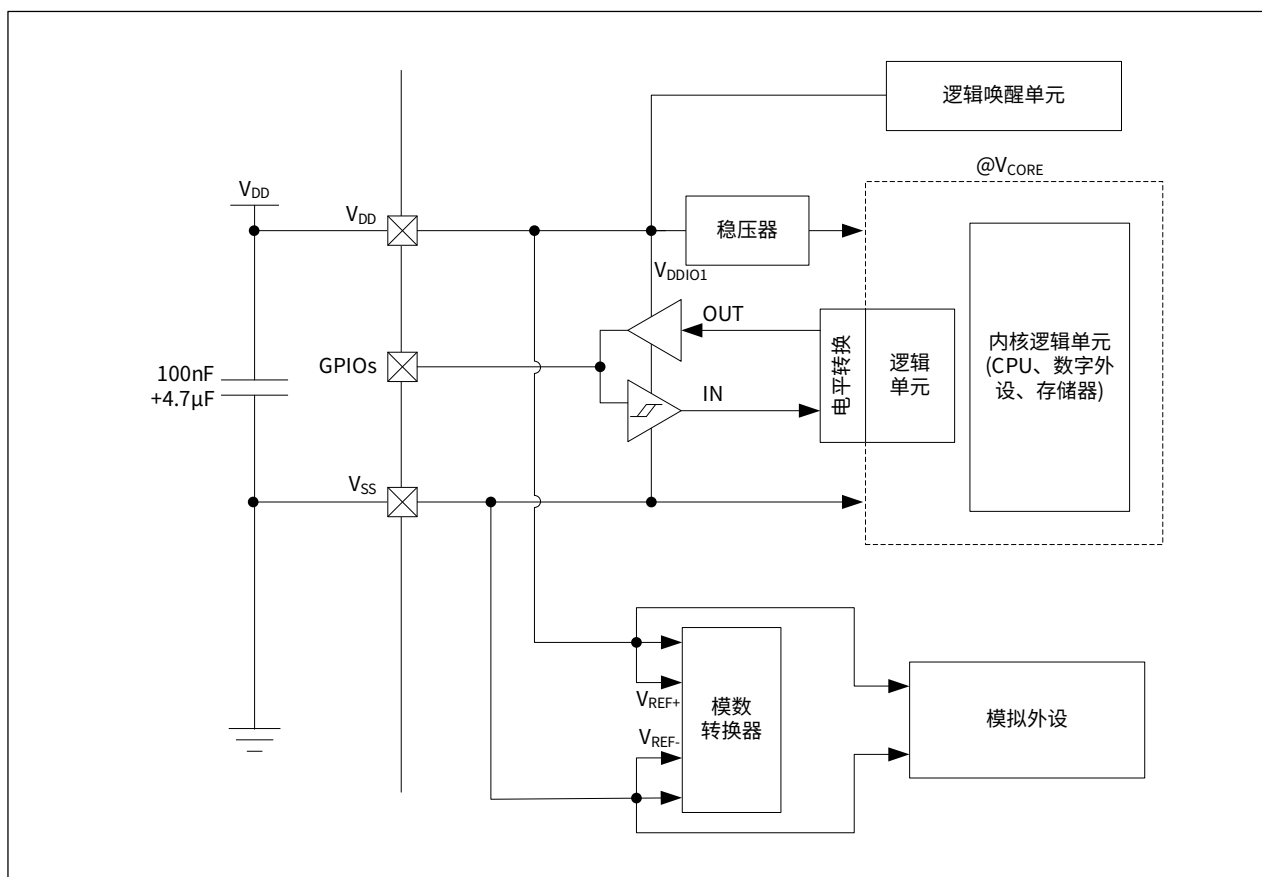 逻辑唤醒单元
@VCORE
VDD
VDD
稳压器
VDDIO1
OUT
GPIOs
电平转换
逻辑
单元
内核逻辑单元
(CPU、数字外
设、存储器)
100nF
+4.7μF
IN
VSS
VREF+
模数
转换器
VREF-
模拟外设